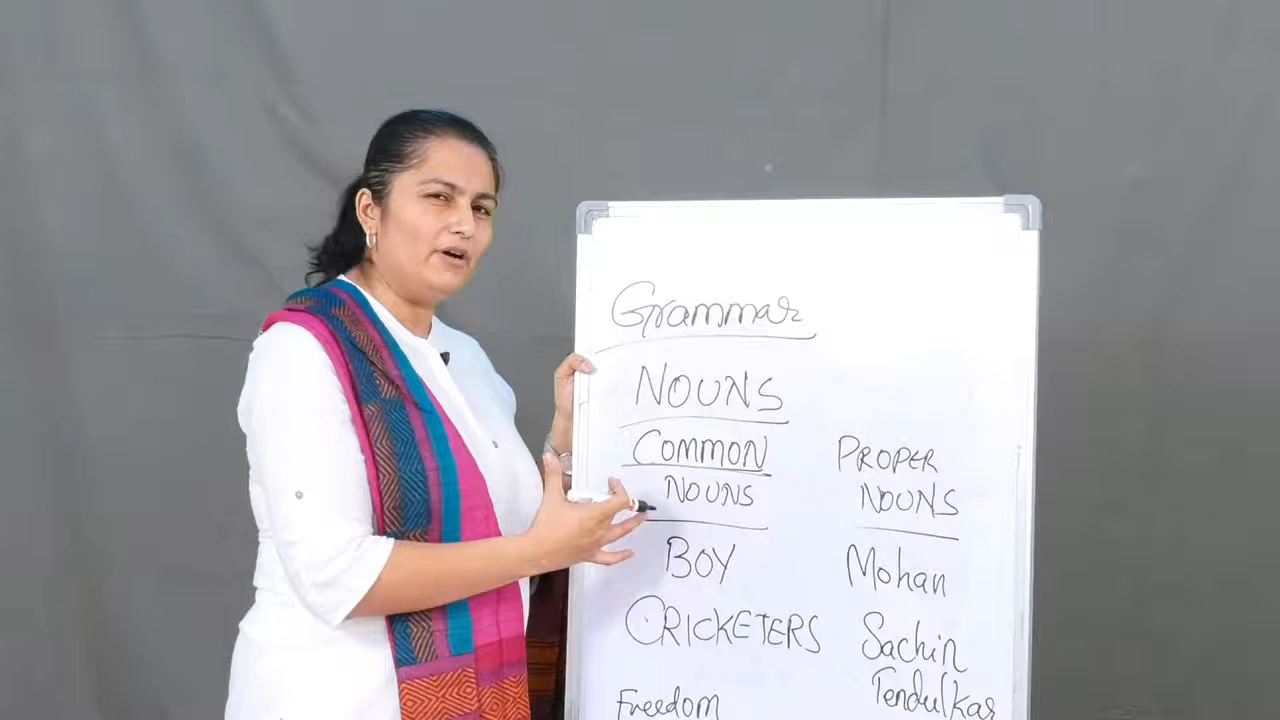 Grammar
NOUNS
COMMON
NOUNS
PROPER
NOUNS
BOY
Mohan
CRICKETERS
Sachin
Tendulkar
Freedom